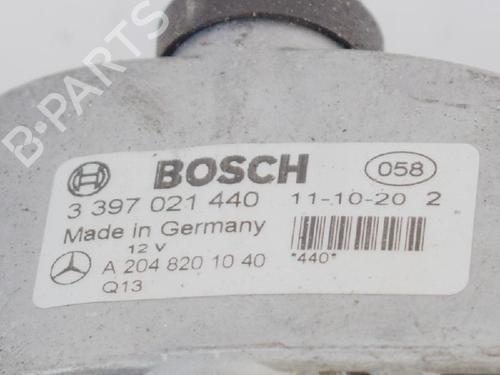 B-PARTS
BOSCH 058
3 397 021 440 11-10-20 2
Made in Germany
12 V
A 204 820 10 40 *440*
Q13